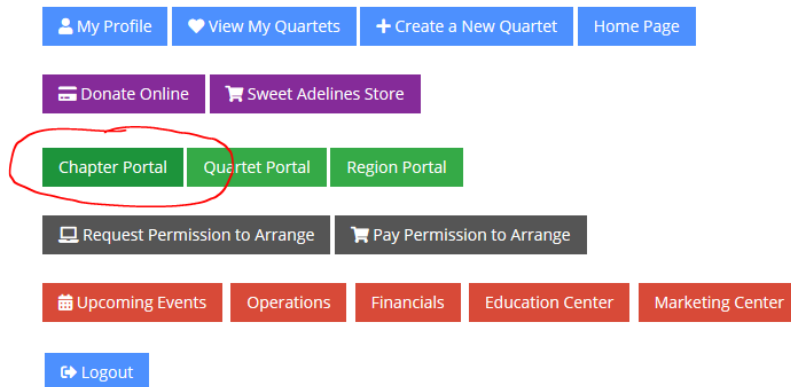 My Profile View My Quartets Create a New Quartet Home Page
Donate Online Sweet Adelines Store
Chapter Portal Quartet Portal Region Portal
Request Permission to Arrange Pay Permission to Arrange
Upcoming Events Operations Financials Education Center Marketing Center
Logout